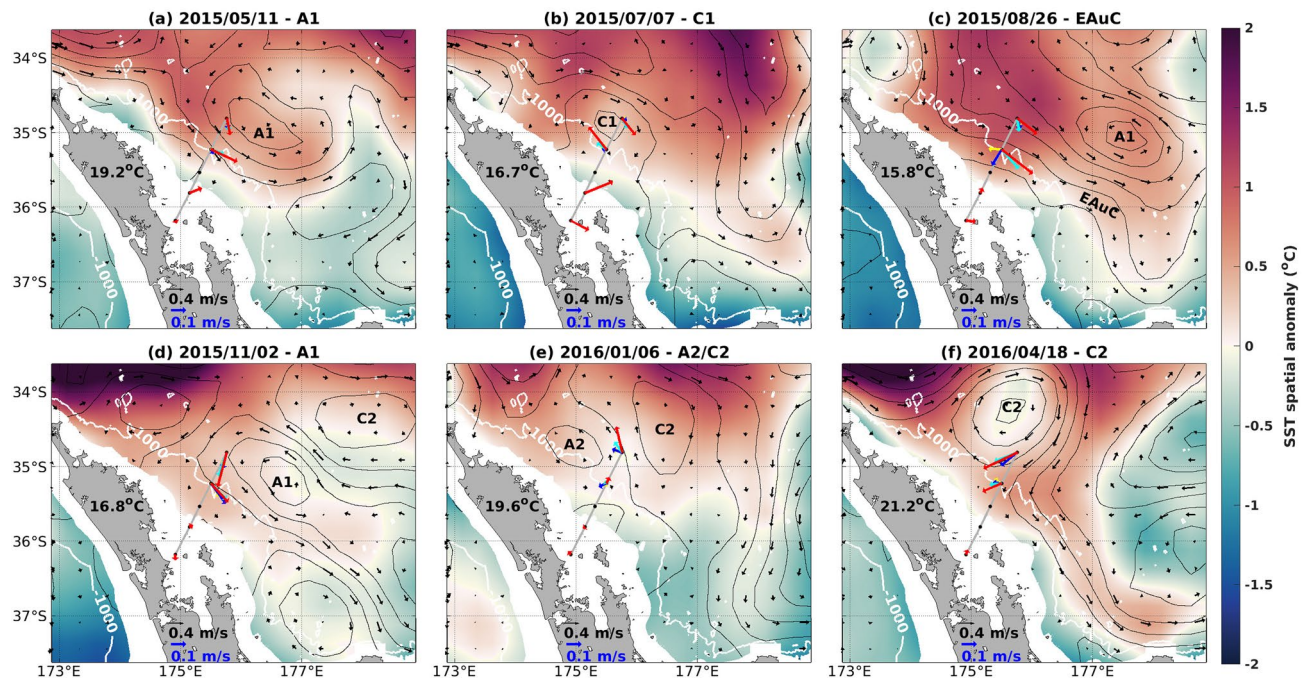 (a) 2015/05/11 - A1
(b) 2015/07/07 - C1
(c) 2015/08/26 - EAuC
34°S
35°S
36°S
37°S
1000
A1
19.2°C
-1000
0.4 m/s
0.1 m/s
1000
C1
16.7°C
-1000
0.4 m/s
0.1 m/s
1000
A1
15.8°C
EAuC
-1000
0.4 m/s
0.1 m/s
(d) 2015/11/02 - A1
(e) 2016/01/06 - A2/C2
(f) 2016/04/18 - C2
34°S
35°S
36°S
37°S
-1000
C2
A1
16.8°C
-1000
0.4 m/s
0.1 m/s
1000
A2
C2
19.6°C
-1000
0.4 m/s
0.1 m/s
C2
1000
21.2°C
-1000
0.4 m/s
0.1 m/s
173°E
175°E
177°E
173°E
175°E
177°E
173°E
175°E
177°E
2
1.5
1
0.5
0
-0.5
-1
-1.5
-2
SST spatial anomaly (°C)